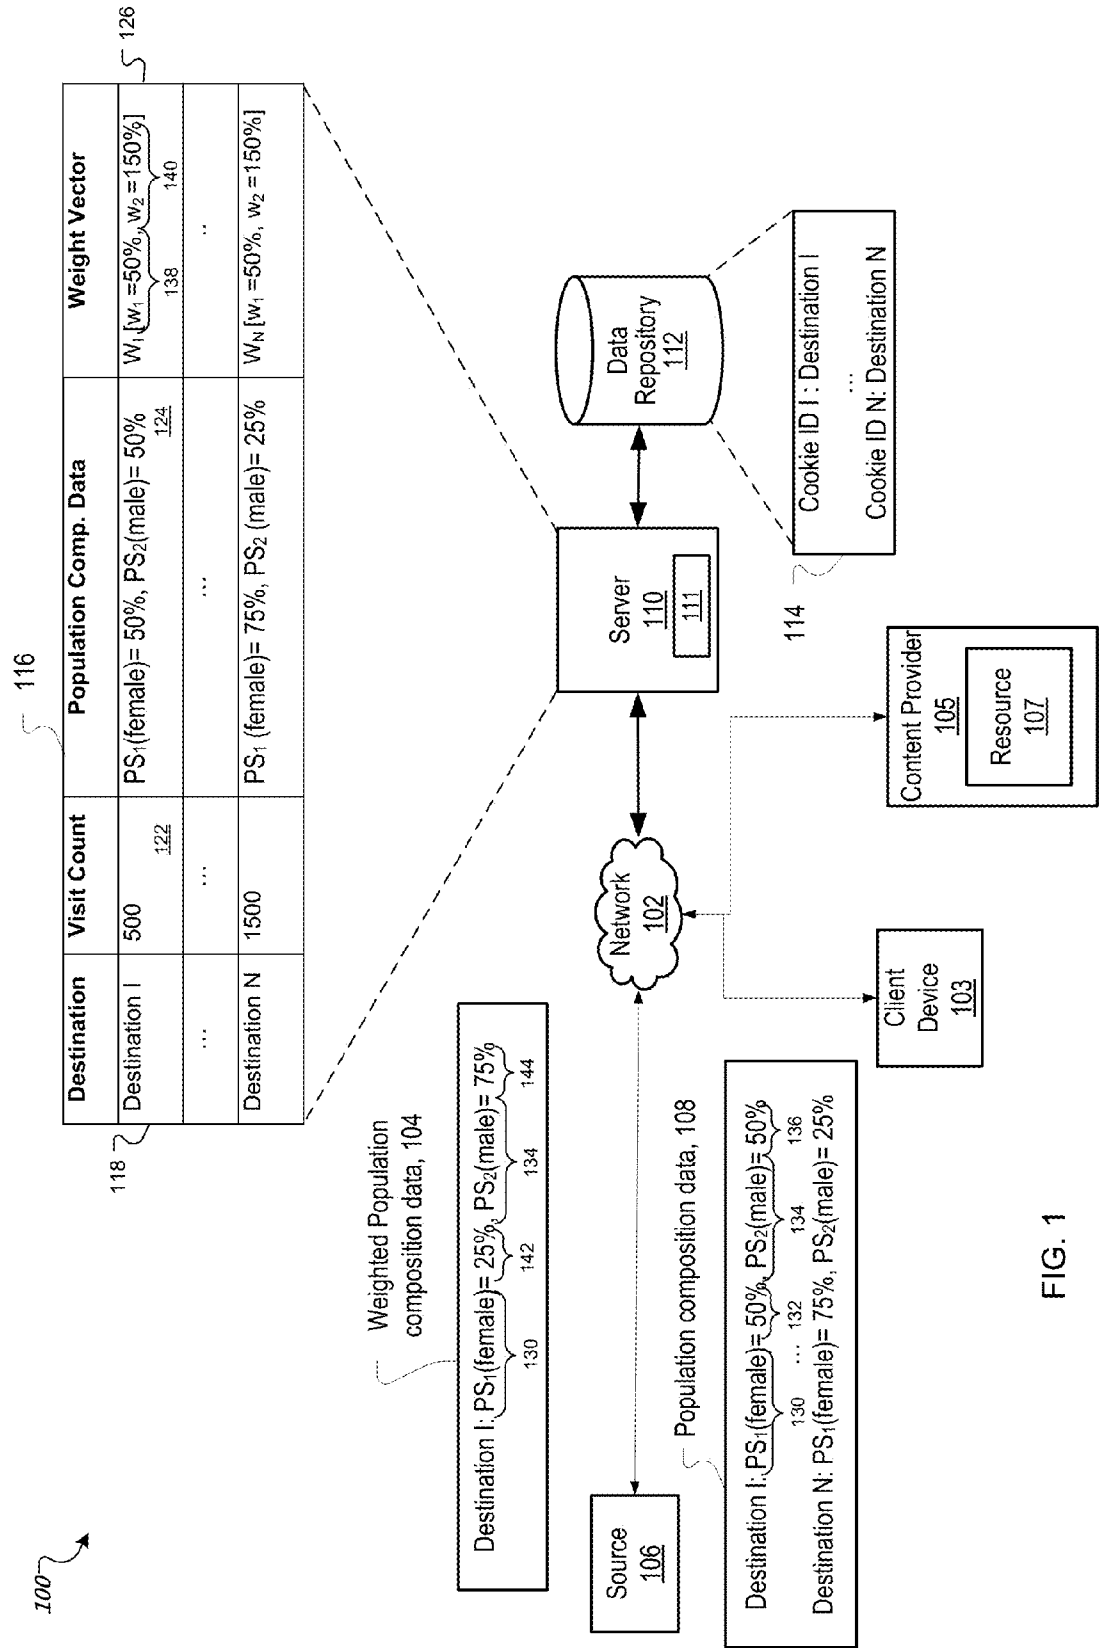 100
116
Destination Visit Count Population Comp. Data Weight Vector
118 Destination I 500 122 PS₁(female)= 50%, PS₂(male)= 50% 124 W_I,[w₁ =50%, w₂ =150%] 126
138 140
... ... ... ..
Destination N 1500 PS₁ (female)= 75%, PS₂ (male)= 25% W_N [w₁ =50%, w₂ =150%]
Weighted Population
composition data, 104
Destination I: PS₁(female)= 25%, PS₂(male)= 75%
130 142 134 144
Source
106
Network
102
Server
110
111
Data
Repository
112
Population composition data, 108
Destination I: PS₁(female)= 50%, PS₂(male)= 50%
130 ... 132 134 136
Destination N: PS₁(female)= 75%, PS₂(male)= 25%
114
Cookie ID I : Destination I
...
Cookie ID N: Destination N
Client
Device
103
Content Provider
105
Resource
107
FIG. 1